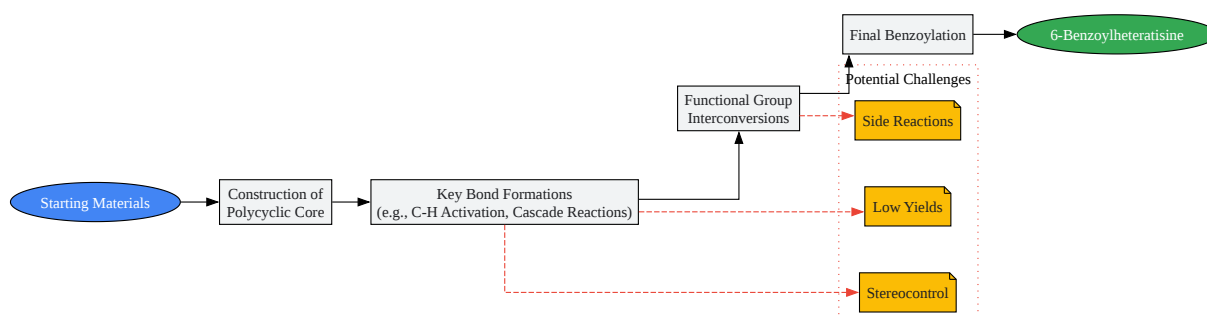 Final Benzoylation
6-Benzoylheteratisine
Potential Challenges
Functional Group
Interconversions
Side Reactions
Starting Materials
Construction of
Polycyclic Core
Key Bond Formations
(e.g., C-H Activation, Cascade Reactions)
Low Yields
Stereocontrol